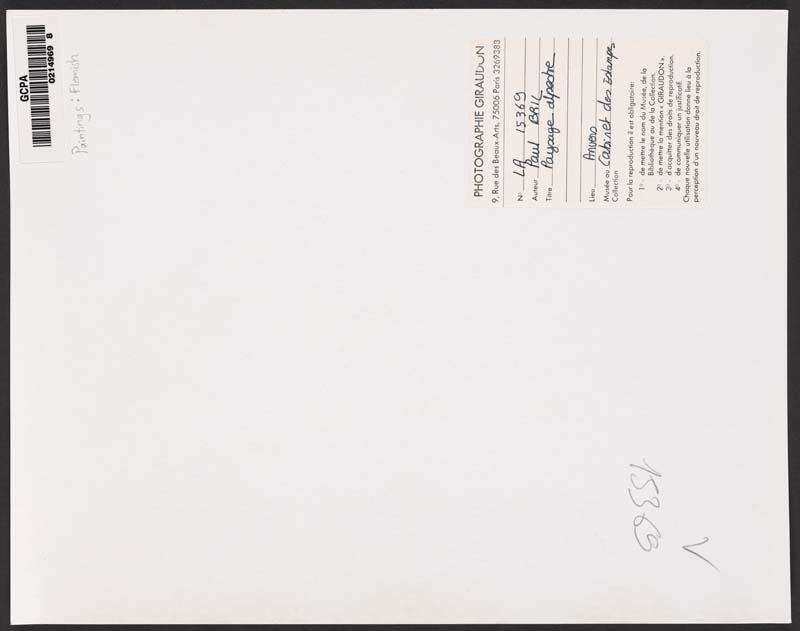 GCPA
0214969 8
Paintings: Flemish
PHOTOGRAPHIE GIRAUDON
9, Rue des Beaux-Arts, 75006 Paris 3269383
N° LA 15369
Auteur Paul BRIL
Titre Paysage alpestre
Lieu Anvers
Musée ou Cabinet des Estampes
Collection
Pour la reproduction il est obligatoire:
1° - de mettre le nom du Musée, de la
Bibliothèque ou de la Collection.
2° - de mettre la mention « GIRAUDON ».
3° - d'acquitter des droits de reproduction.
4° - de communiquer un justificatif.
Chaque nouvelle utilisation donne lieu à la
perception d'un nouveau droit de reproduction.
15369